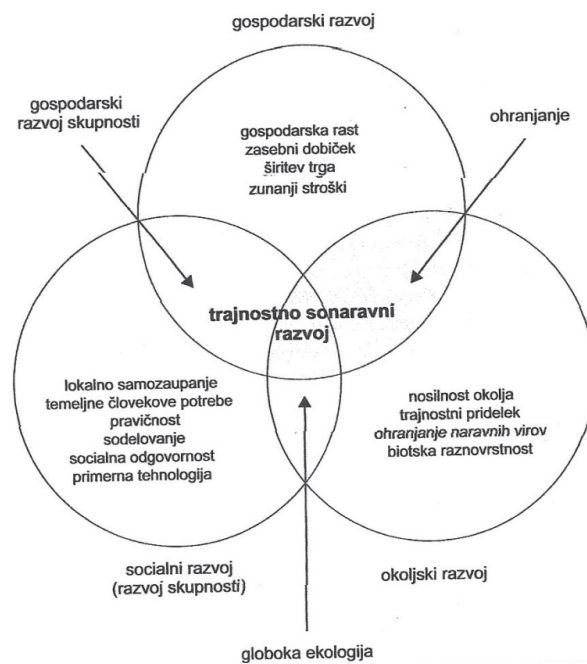 gospodarski razvoj
gospodarski
razvoj skupnosti
ohranjanje
gospodarska rast
zasebni dobiček
širitev trga
zunanji stroški
trajnostno sonaravni
razvoj
lokalno samozaupanje
temeljne človekove potrebe
pravičnost
sodelovanje
socialna odgovornost
primerna tehnologija
nosilnost okolja
trajnostni pridelek
ohranjanje naravnih virov
biotska raznovrstnost
socialni razvoj
(razvoj skupnosti)
okoljski razvoj
globoka ekologija